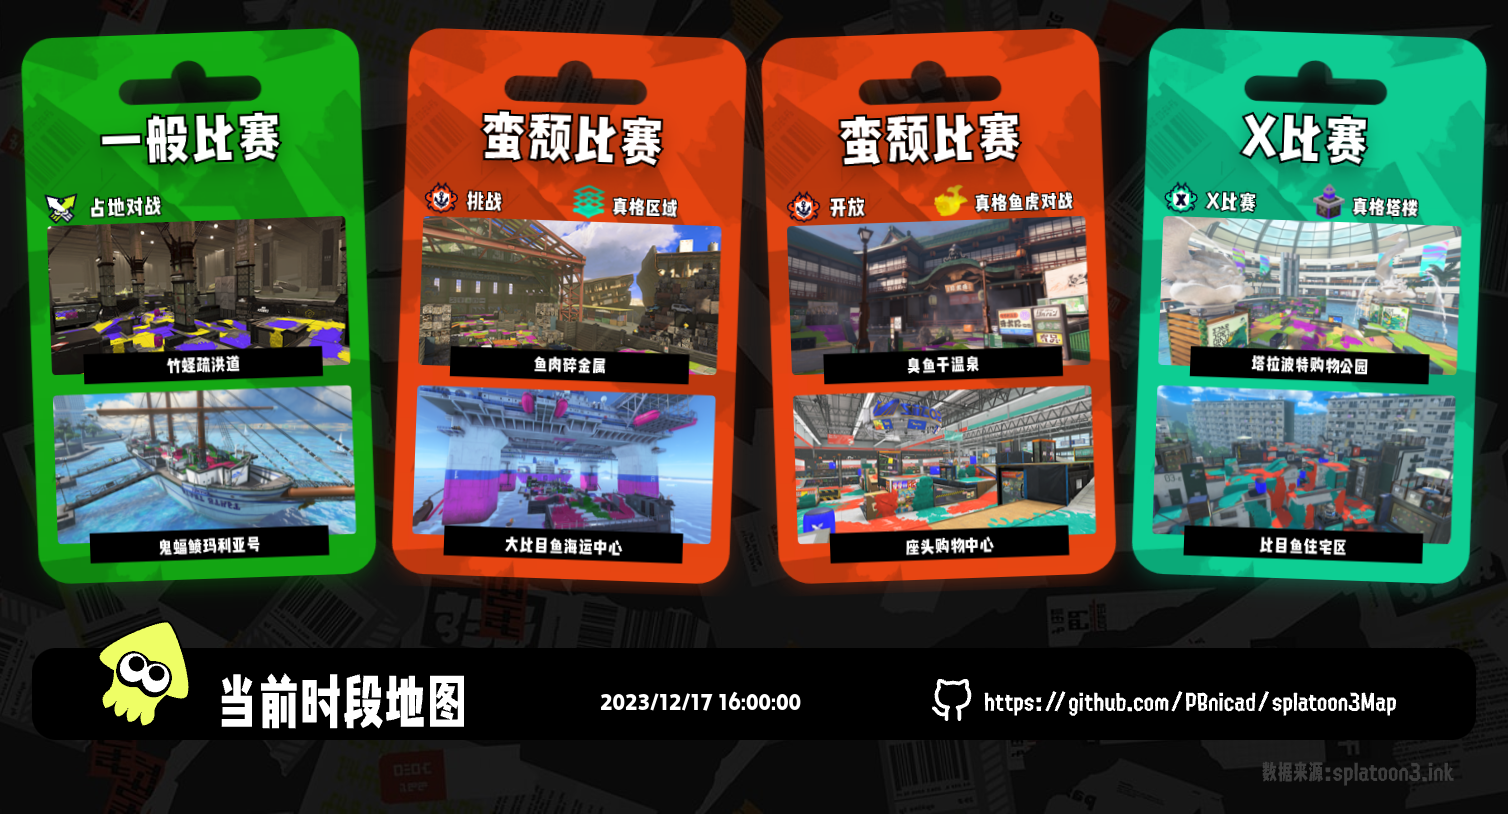 一般比赛
占地对战
竹蛏疏洪道
鬼蝠鲼玛利亚号
蛮颓比赛
挑战
真格区域
鱼肉碎金属
大比目鱼海运中心
蛮颓比赛
开放
真格鱼虎对战
臭鱼干温泉
座头购物中心
X比赛
X比赛
真格塔楼
塔拉波特购物公园
比目鱼住宅区
当前时段地图
2023/12/17 16:00:00
https://github.com/PBnicad/splatoon3Map
数据来源:splatoon3.ink